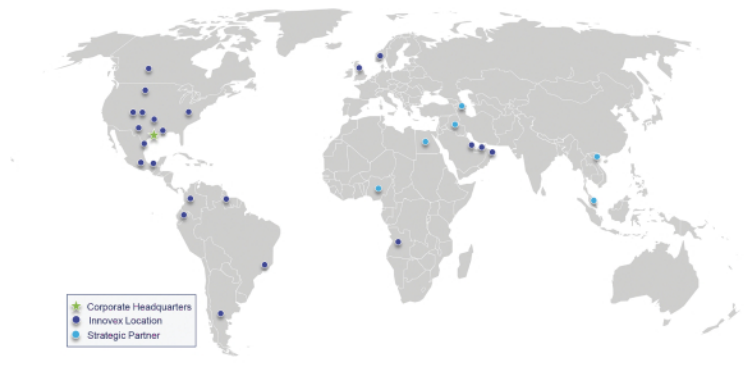 Corporate Headquarters
Innovex Location
Strategic Partner